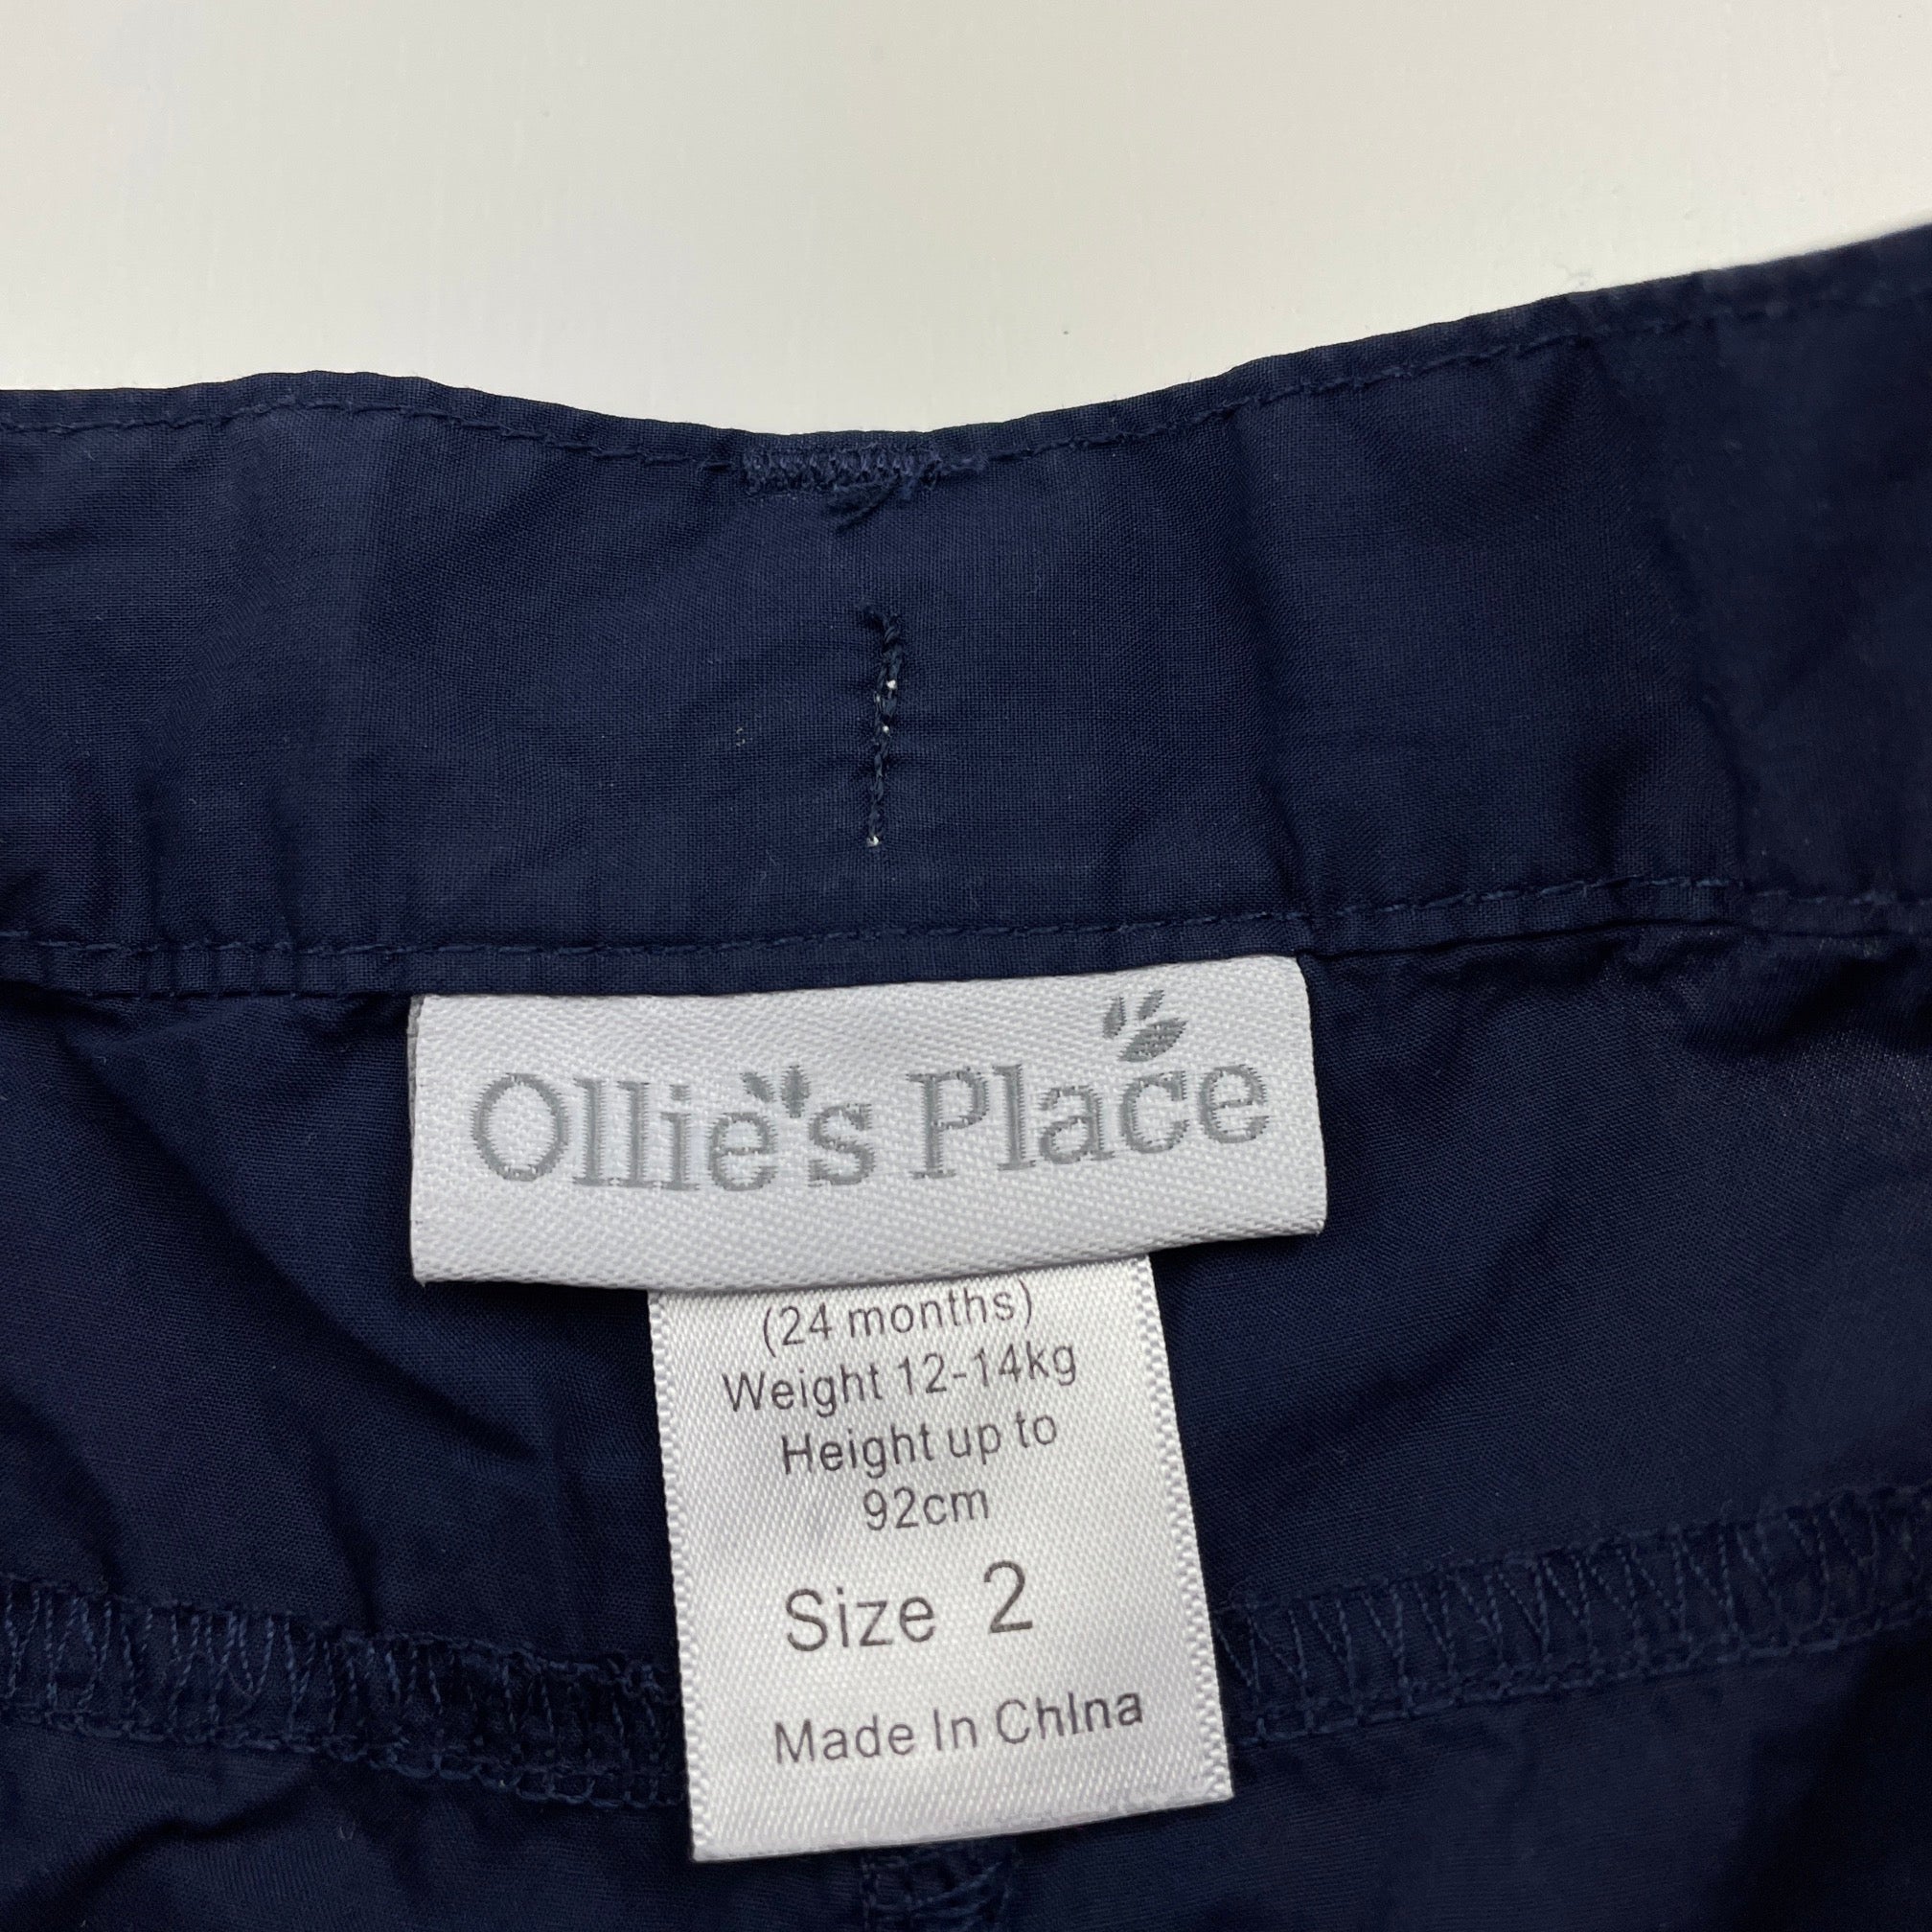 Ollie's Place
(24 months)
Weight 12-14kg
Height up to
92cm
Size 2
Made In ChIna